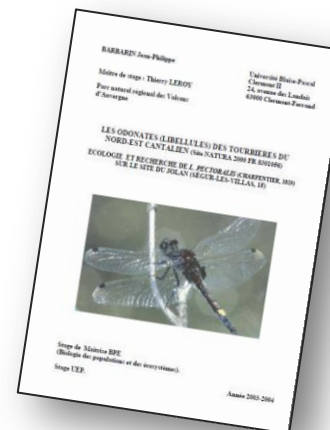 BARBARIN Jean-Philippe
Maître de stage : Thierry LEROY
Parc naturel régional des Volcans
d'Auvergne
Université Blaise-Pascal
Clermont II
24, avenue des Landais
63000 Clermont-Ferrand
LES ODONATES (LIBELLULES) DES TOURBIERES DU
NORD-EST CANTALIEN (Site NATURA 2000 FR 8301056)
ECOLOGIE ET RECHERCHE DE L. PECTORALIS (CHARPENTIER, 1825)
SUR LE SITE DU JOLAN (SEGUR-LES-VILLAS, 15)
Stage de Maîtrise BPE
(Biologie des populations et des écosystèmes).
Stage UEF.
Année 2003-2004